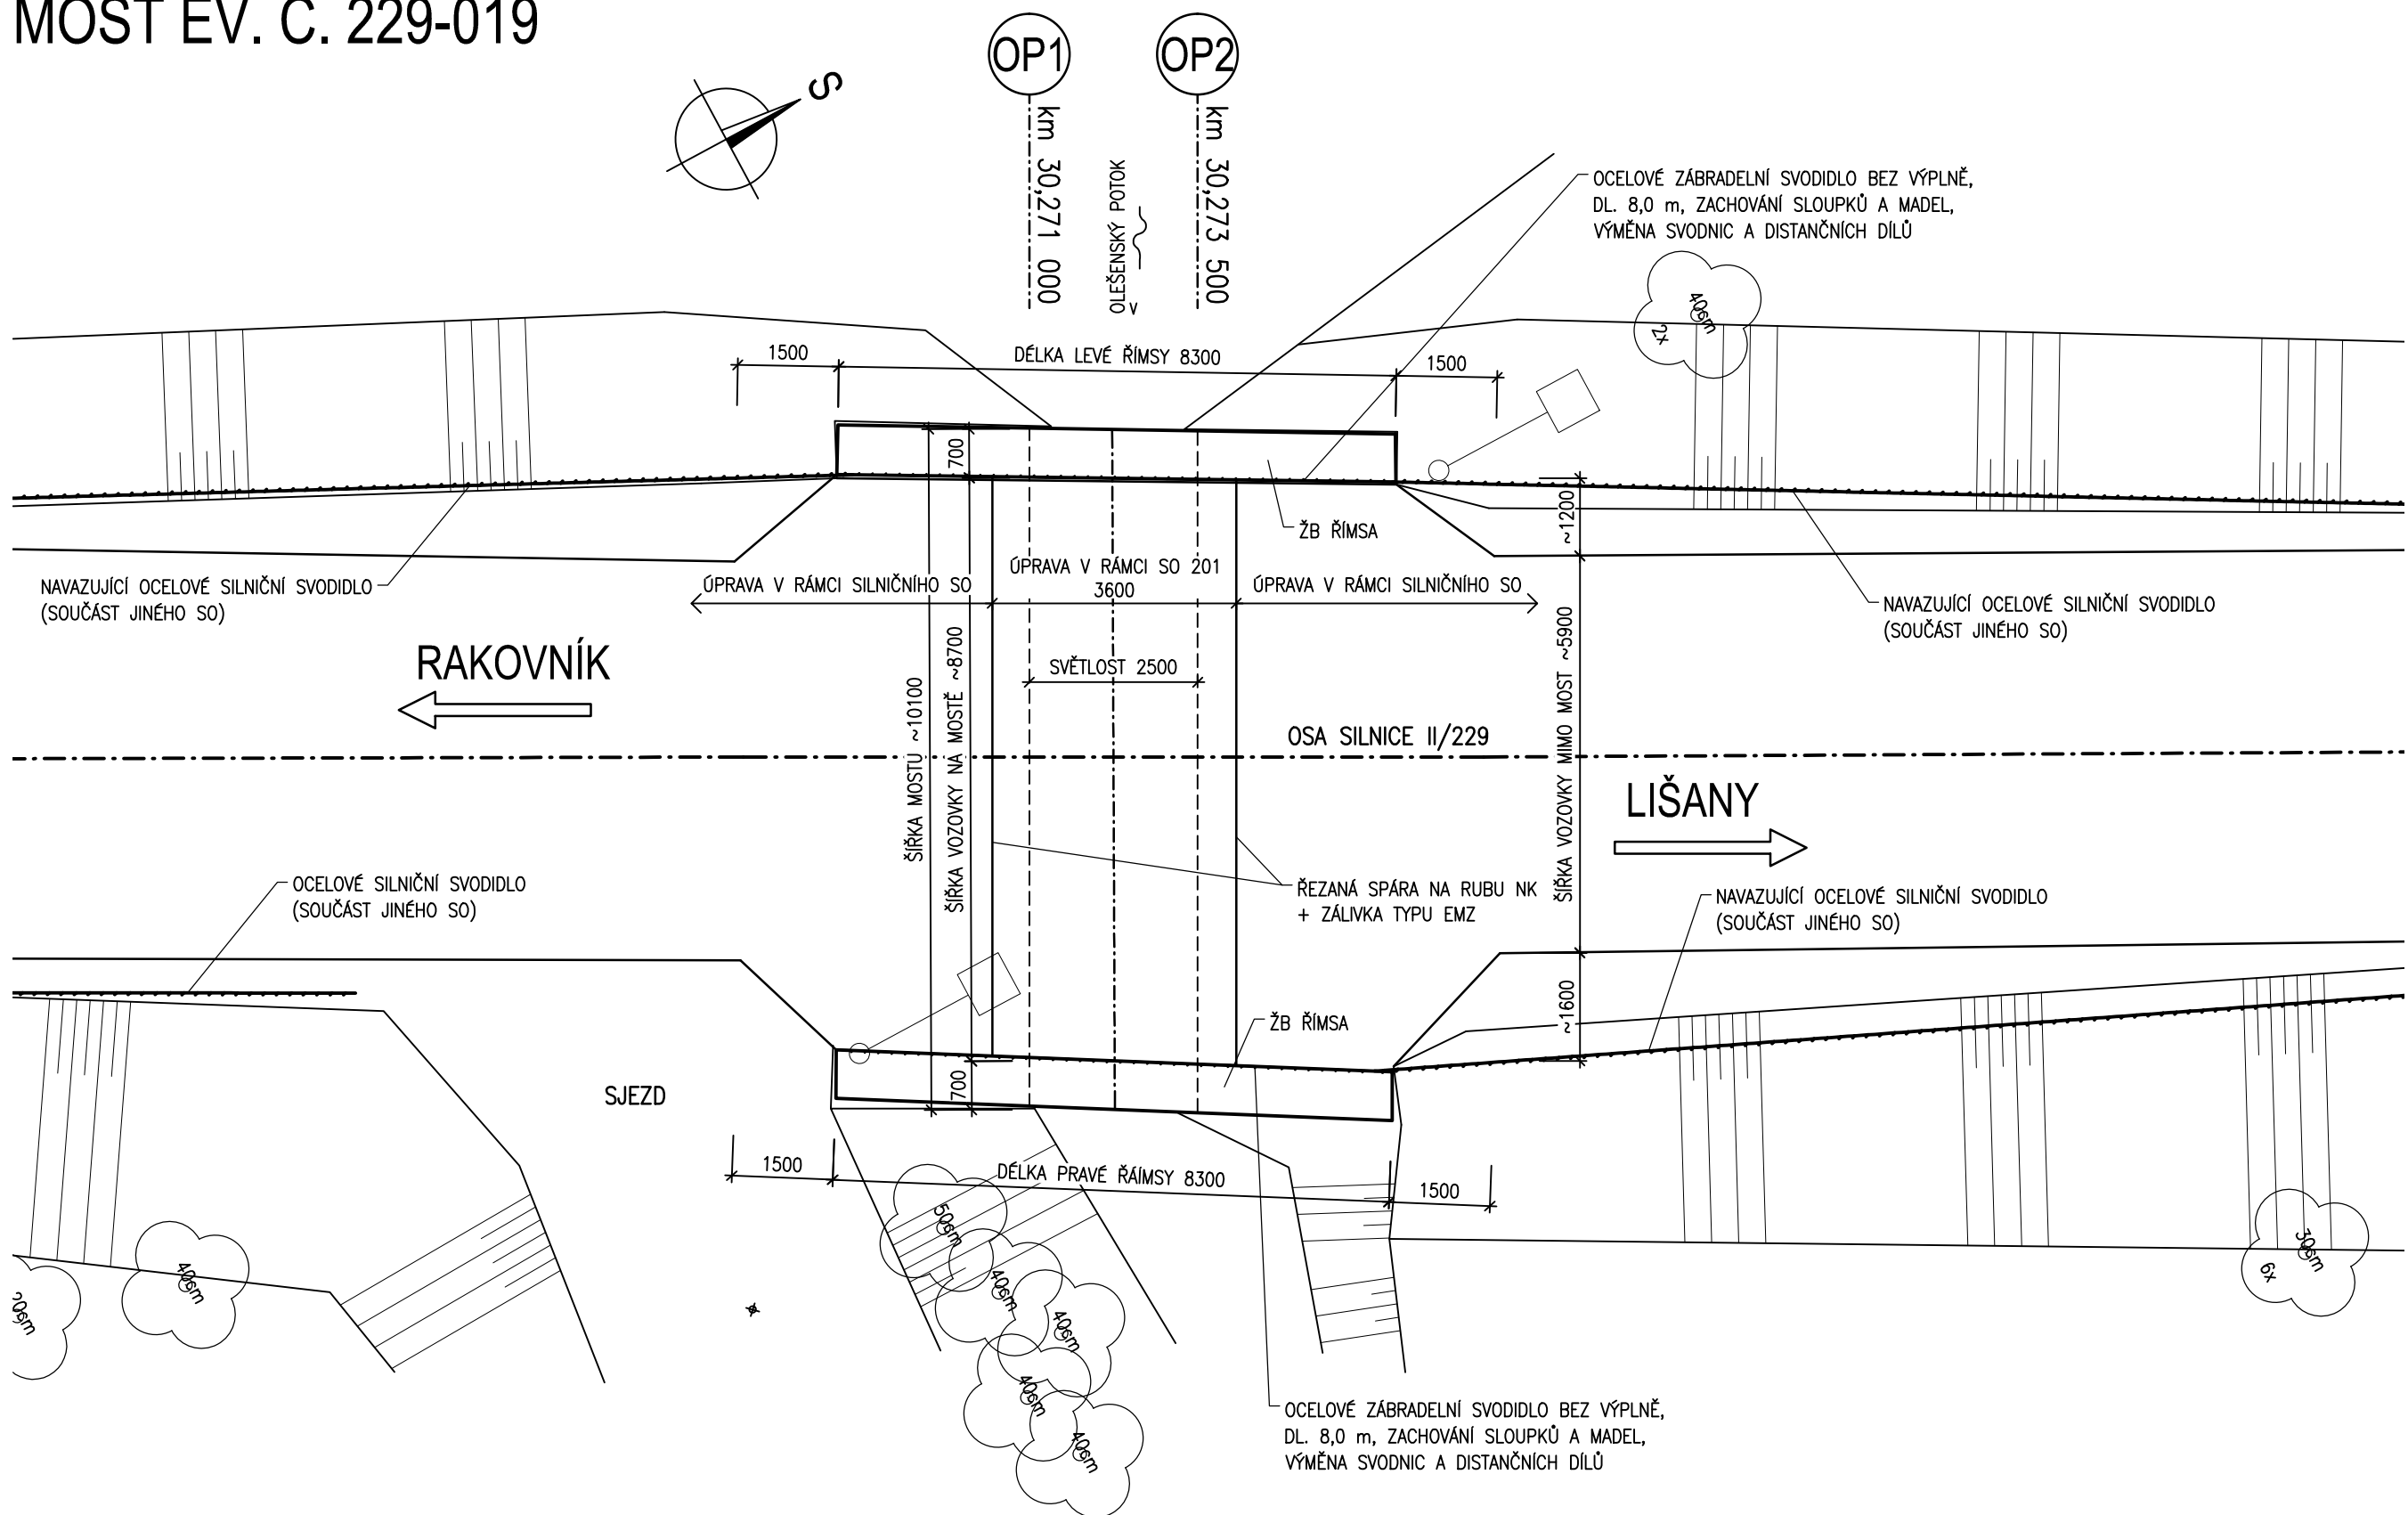 MOST EV. Č. 229-019
S
OP1
OP2
km 30,271 000
OLEŠENSKÝ POTOK
km 30,273 500
OCELOVÉ ZÁBRADELNÍ SVODIDLO BEZ VÝPLNĚ,
DL. 8,0 m, ZACHOVÁNÍ SLOUPKŮ A MADEL,
VÝMĚNA SVODNIC A DISTANČNÍCH DÍLŮ
40cm
2x
1500
DÉLKA LEVÉ ŘÍMSY 8300
1500
700
ŽB ŘÍMSA
~1200
NAVAZUJÍCÍ OCELOVÉ SILNIČNÍ SVODIDLO
(SOUČÁST JINÉHO SO)
ÚPRAVA V RÁMCI SILNIČNÍHO SO
ÚPRAVA V RÁMCI SO 201
3600
ÚPRAVA V RÁMCI SILNIČNÍHO SO
NAVAZUJÍCÍ OCELOVÉ SILNIČNÍ SVODIDLO
(SOUČÁST JINÉHO SO)
RAKOVNÍK
SVĚTLOST 2500
ŠÍŘKA MOSTU ~10100
ŠÍŘKA VOZOVKY NA MOSTĚ ~8700
ŠÍŘKA VOZOVKY MIMO MOST ~5900
OSA SILNICE II/229
LIŠANY
OCELOVÉ SILNIČNÍ SVODIDLO
(SOUČÁST JINÉHO SO)
ŘEZANÁ SPÁRA NA RUBU NK
+ ZÁLIVKA TYPU EMZ
NAVAZUJÍCÍ OCELOVÉ SILNIČNÍ SVODIDLO
(SOUČÁST JINÉHO SO)
~1600
ŽB ŘÍMSA
700
SJEZD
1500
DÉLKA PRAVÉ ŘÁÍMSY 8300
1500
50cm
40cm
40cm
40cm
40cm
40cm
20cm
30cm
6x
OCELOVÉ ZÁBRADELNÍ SVODIDLO BEZ VÝPLNĚ,
DL. 8,0 m, ZACHOVÁNÍ SLOUPKŮ A MADEL,
VÝMĚNA SVODNIC A DISTANČNÍCH DÍLŮ